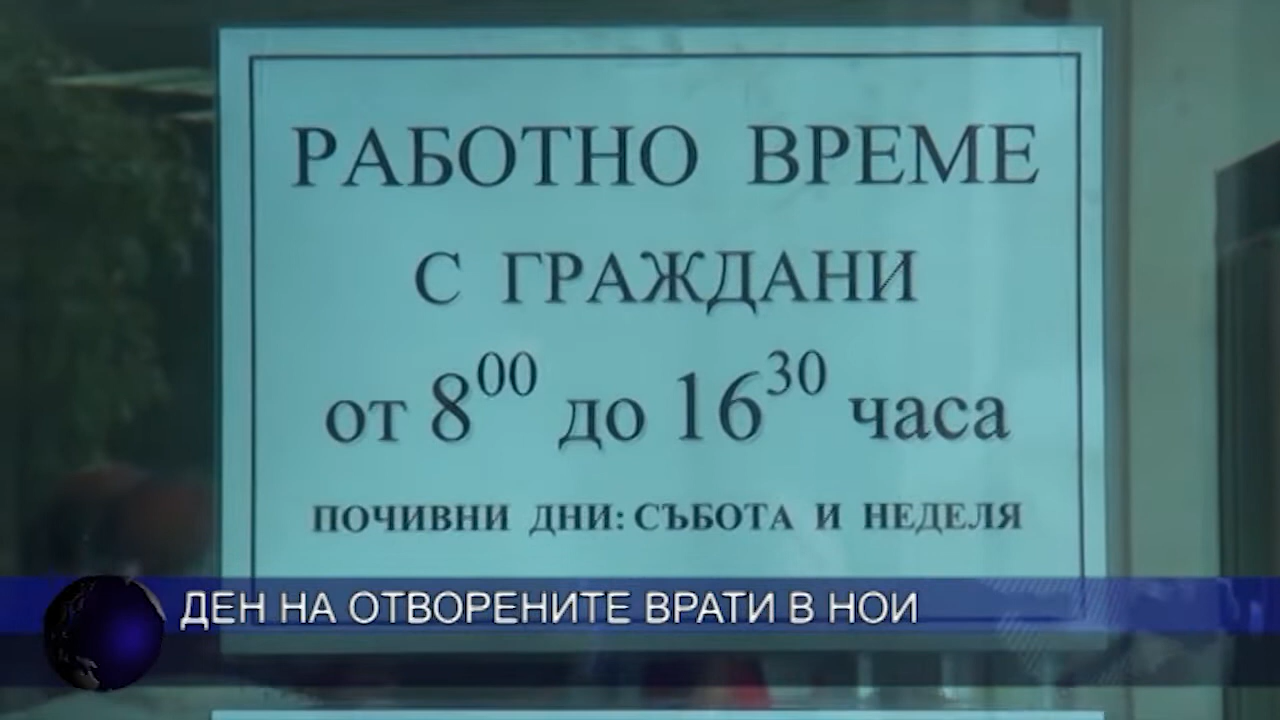 РАБОТНО ВРЕМЕ
С ГРАЖДАНИ
от 8⁰⁰ до 16³⁰ часа
ПОЧИВНИ ДНИ: СЪБОТА И НЕДЕЛЯ
ДЕН НА ОТВОРЕНИТЕ ВРАТИ В НОИ